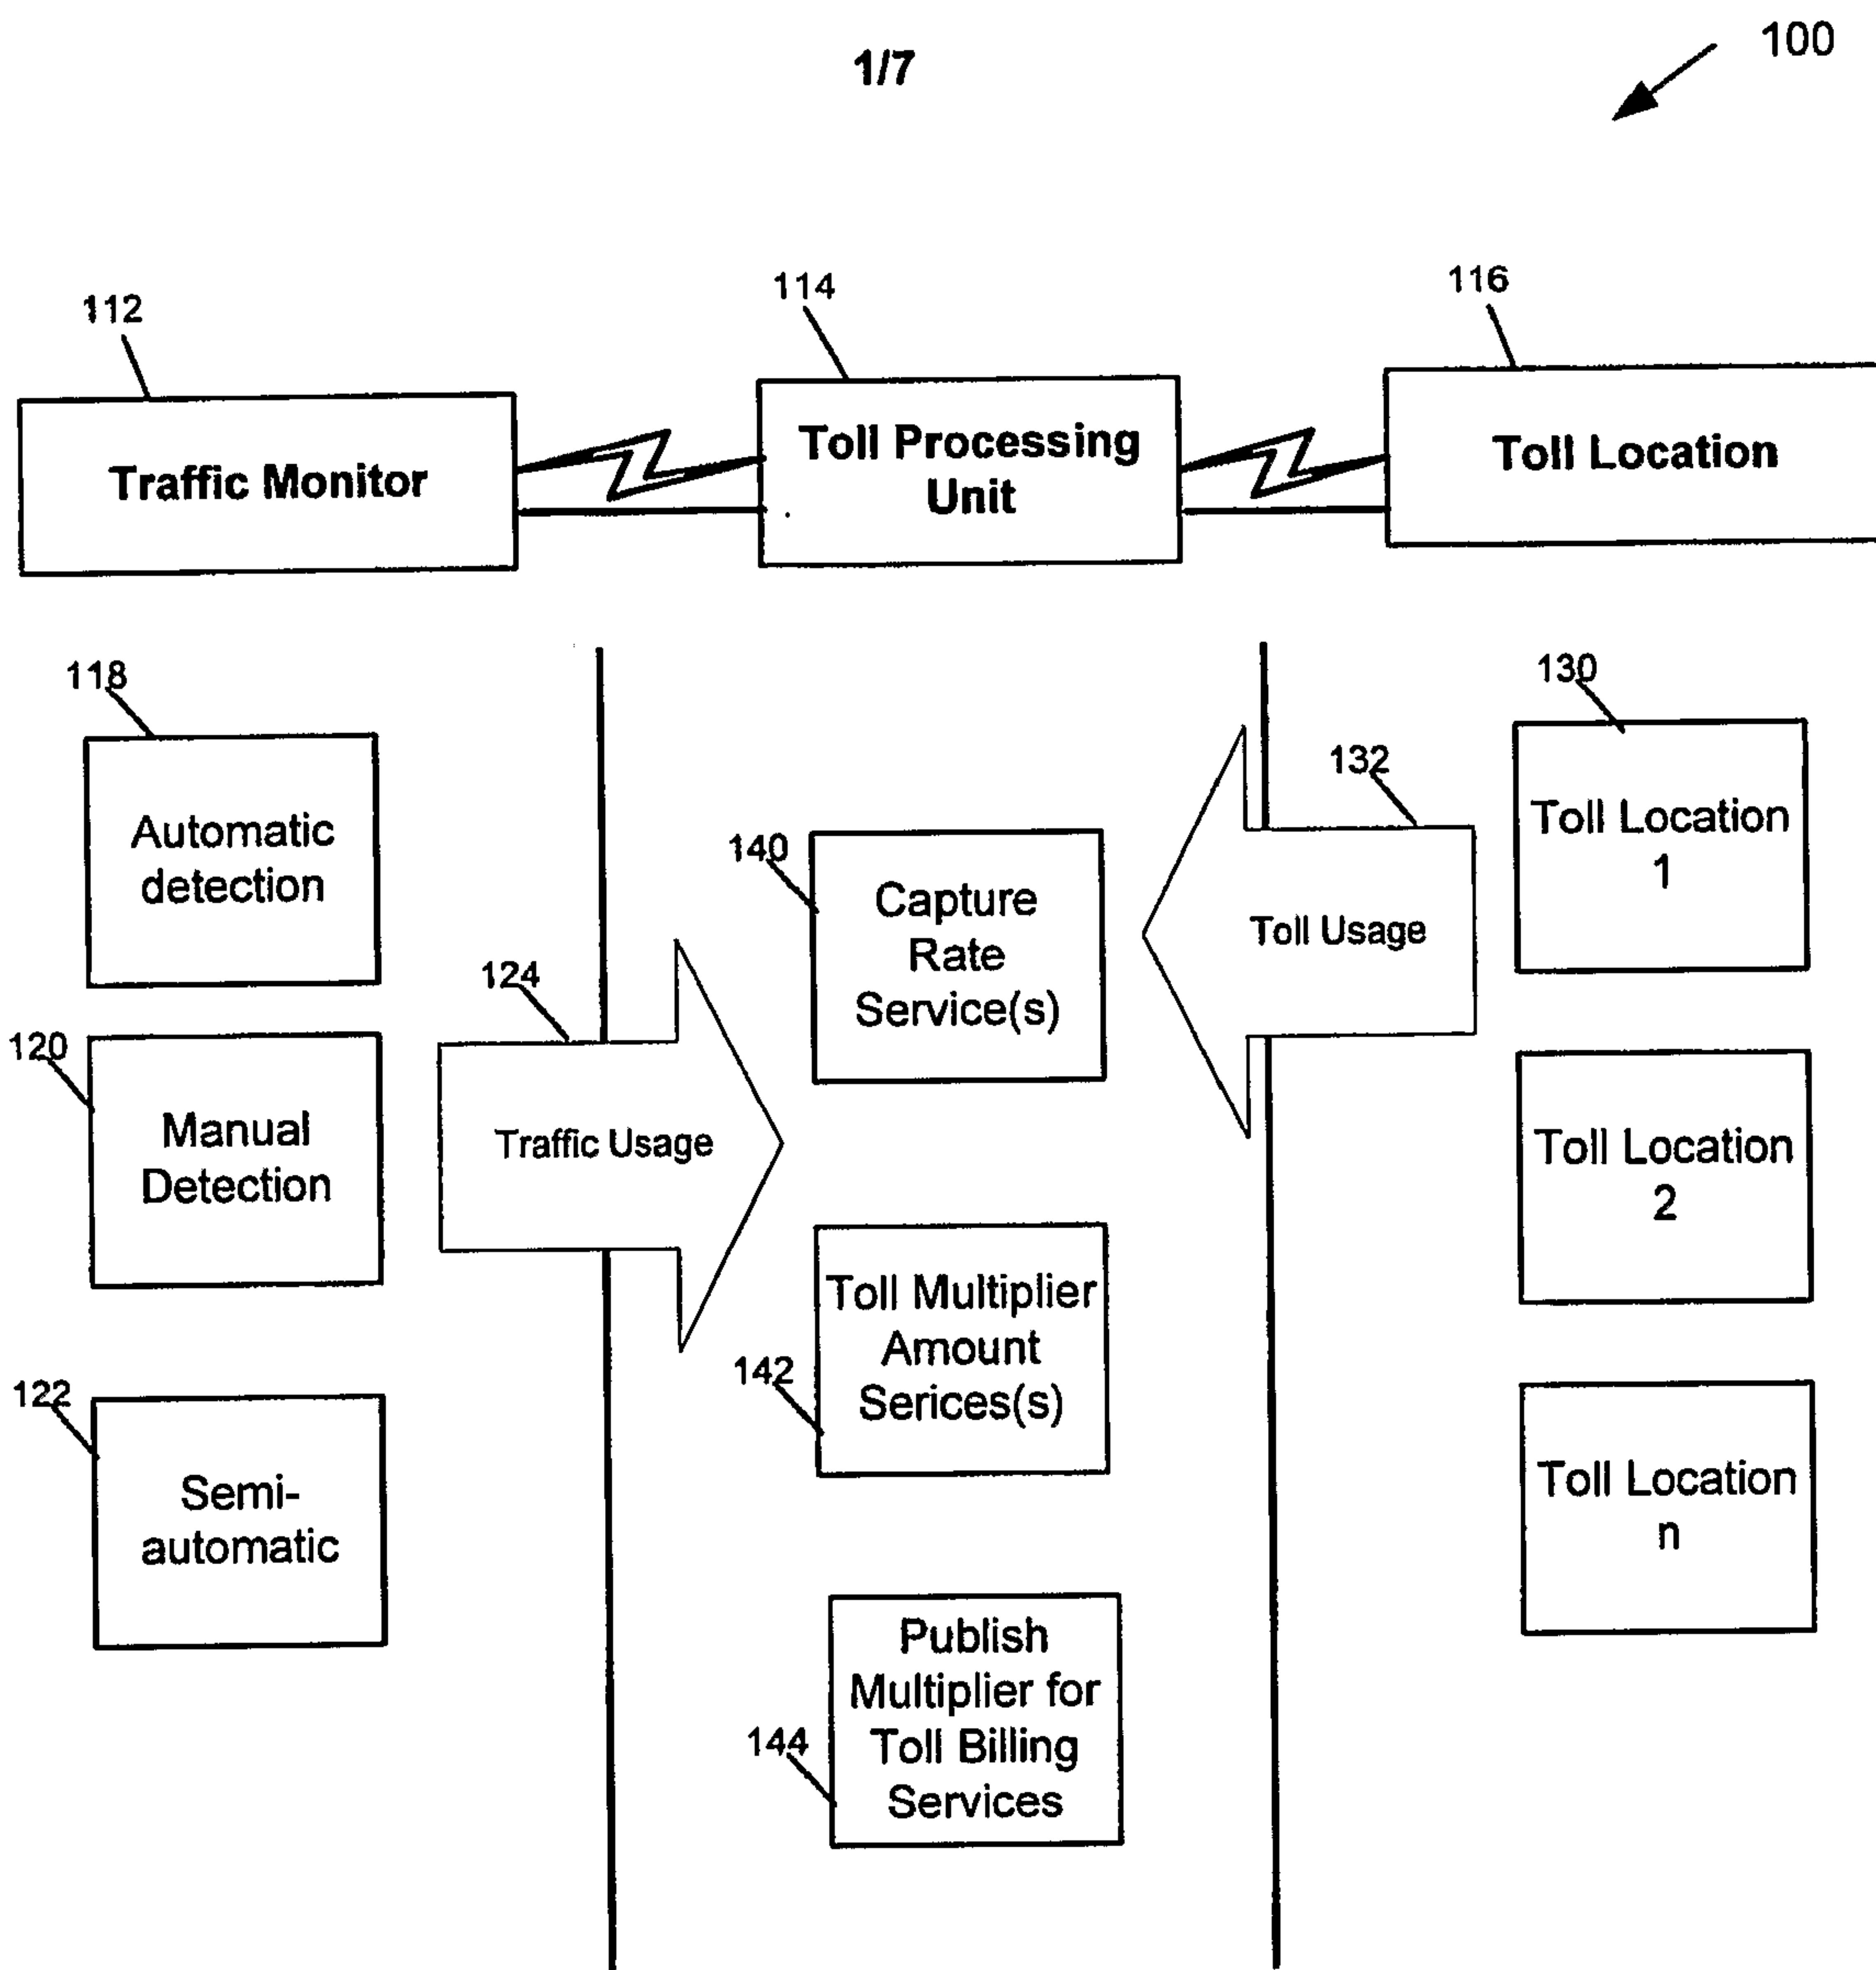 1/7
100
112
114
116
Traffic Monitor
Toll Processing
Unit
Toll Location
118
Automatic
detection
120
Manual
Detection
122
Semi-
automatic
124
Traffic Usage
140
Capture
Rate
Service(s)
142
Toll Multiplier
Amount
Serices(s)
144
Publish
Multiplier for
Toll Billing
Services
132
Toll Usage
130
Toll Location
1
Toll Location
2
Toll Location
n